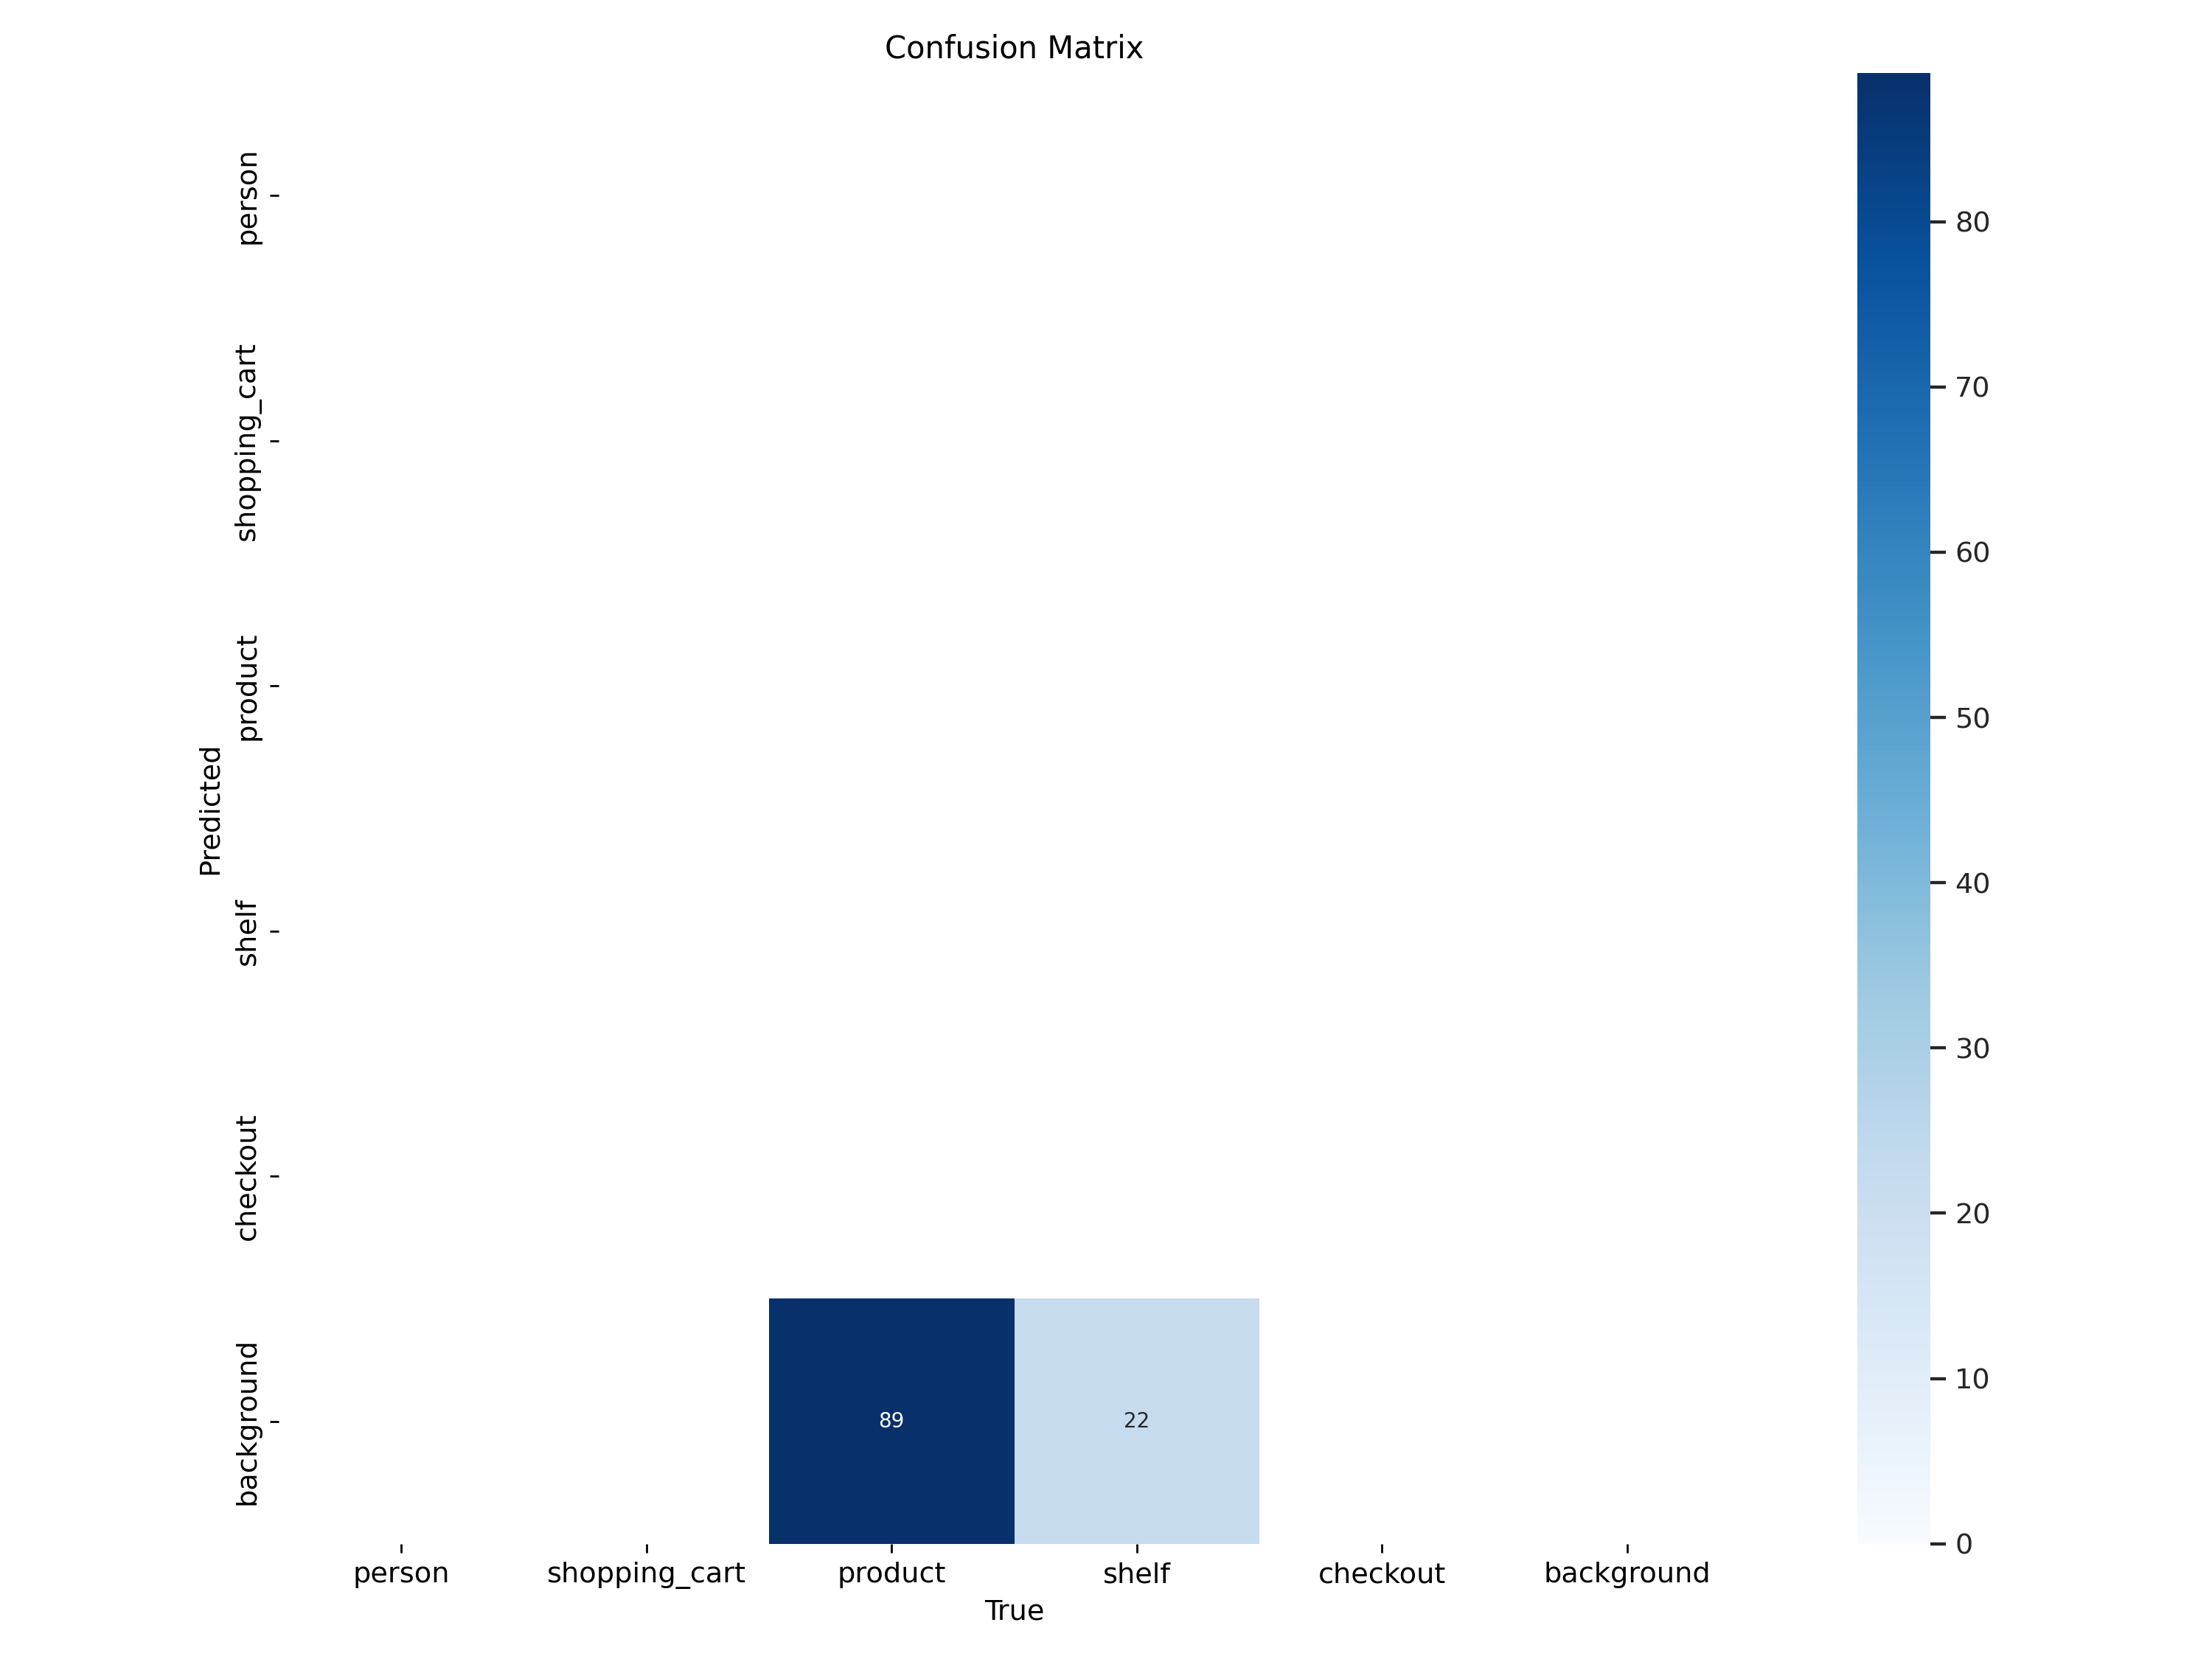 Confusion Matrix
person
shopping_cart
product
shelf
checkout
background
Predicted
89
22
person
shopping_cart
product
shelf
checkout
background
True
80
70
60
50
40
30
20
10
0